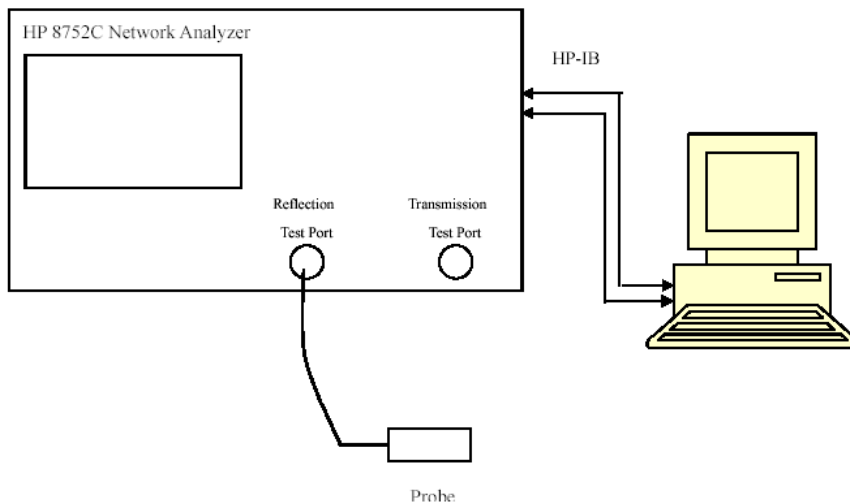 HP 8752C Network Analyzer
HP-IB
Reflection
Test Port
Transmission
Test Port
Probe